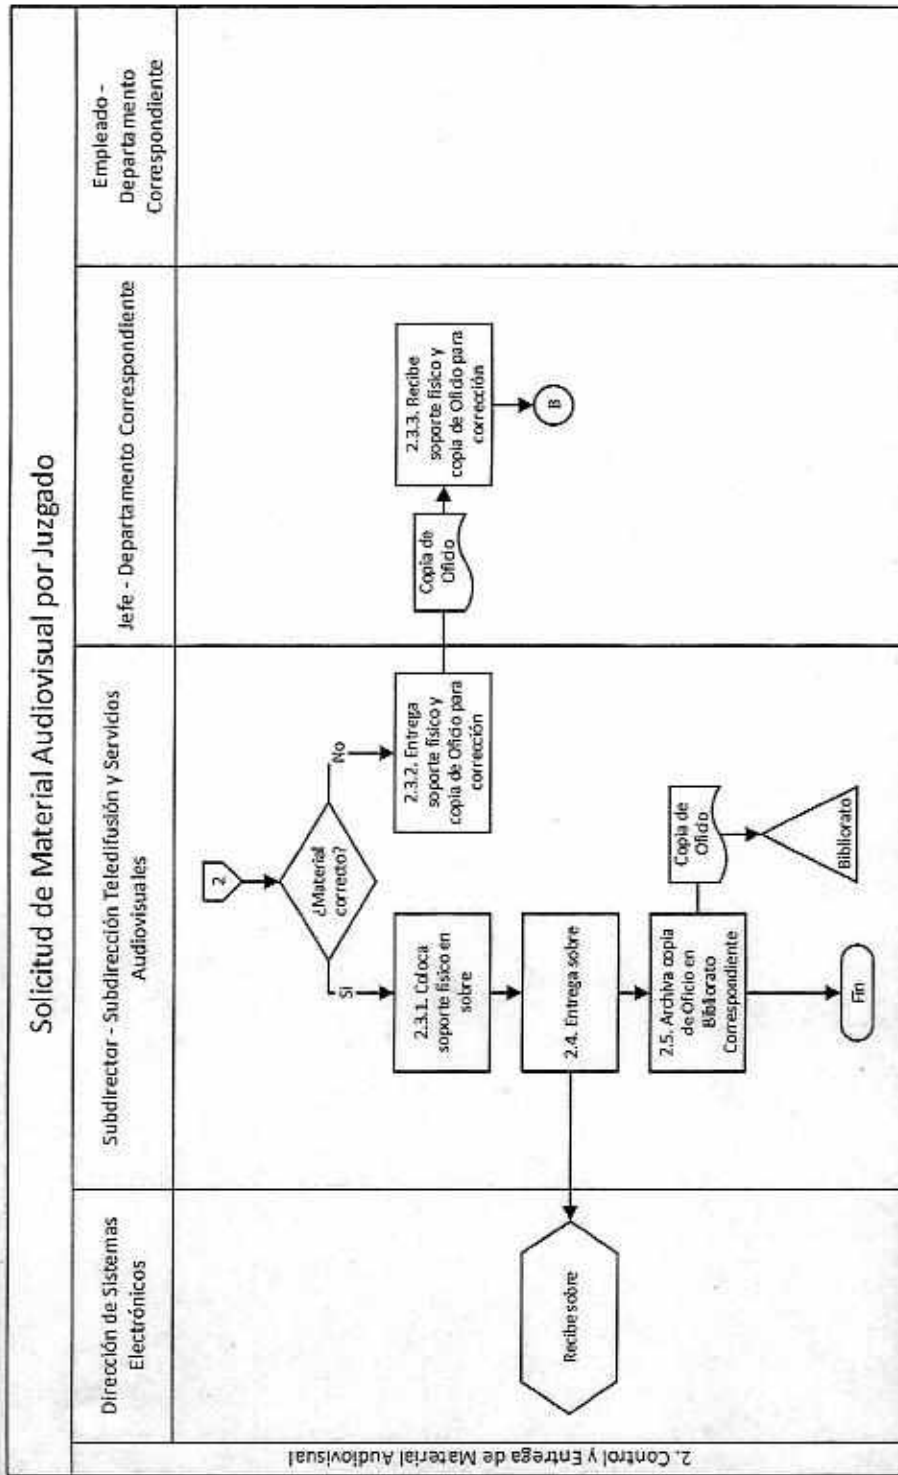 Solicitud de Material Audiovisual por Juzgado
Dirección de Sistemas
Electrónicos
Subdirector - Subdirección Teledifusión y Servicios
Audiovisuales
Jefe - Departamento Correspondiente
Empleado -
Departamento
Correspondiente
2. Control y Entrega de Material Audiovisual
2
¿Material
correcto?
Si
No
2.3.1. Coloca
soporte físico en
sobre
2.3.2. Entrega
soporte físico y
copia de Oficio para
corrección
Copia de
Oficio
2.3.3. Recibe
soporte físico y
copia de Oficio para
corrección
B
2.4. Entrega sobre
Recibe sobre
2.5. Archiva copia
de Oficio en
Bibliorato
Correspondiente
Copia de
Oficio
Bibliorato
Fin